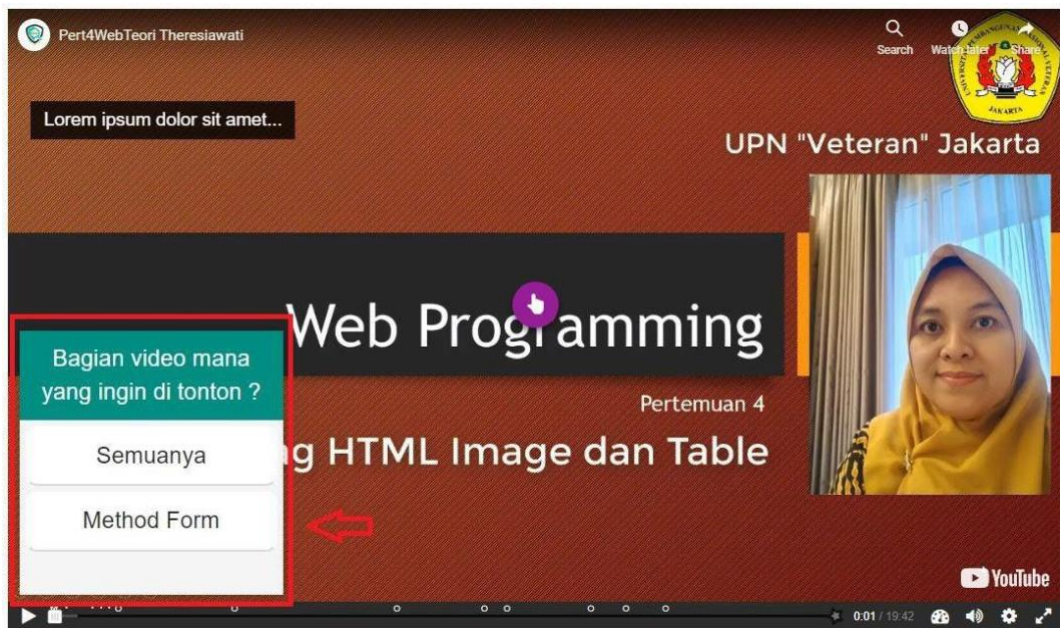 Pert4WebTeori Theresiawati
Search
Watch later
Share
JAKARTA
Lorem ipsum dolor sit amet...
UPN "Veteran" Jakarta
Web Programming
Bagian video mana
yang ingin di tonton ?
Pertemuan 4
Semuanya
g HTML Image dan Table
Method Form
YouTube
0:01 / 19:42